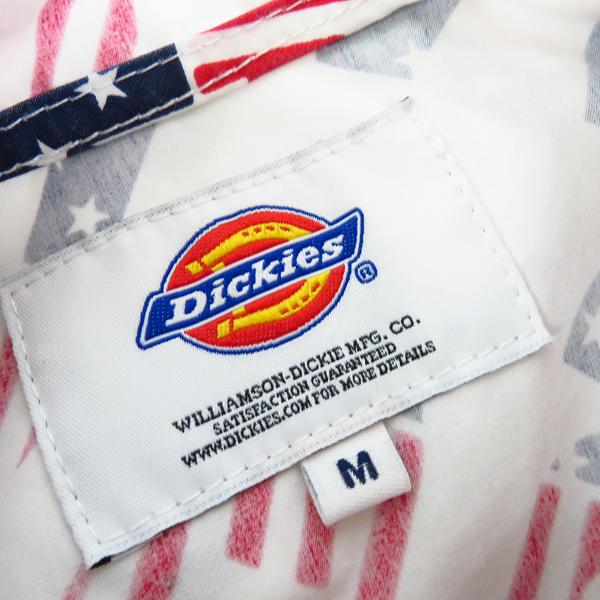 Dickies®
WILLIAMSON-DICKIE MFG. CO.
SATISFACTION GUARANTEED
WWW.DICKIES.COM FOR MORE DETAILS
M